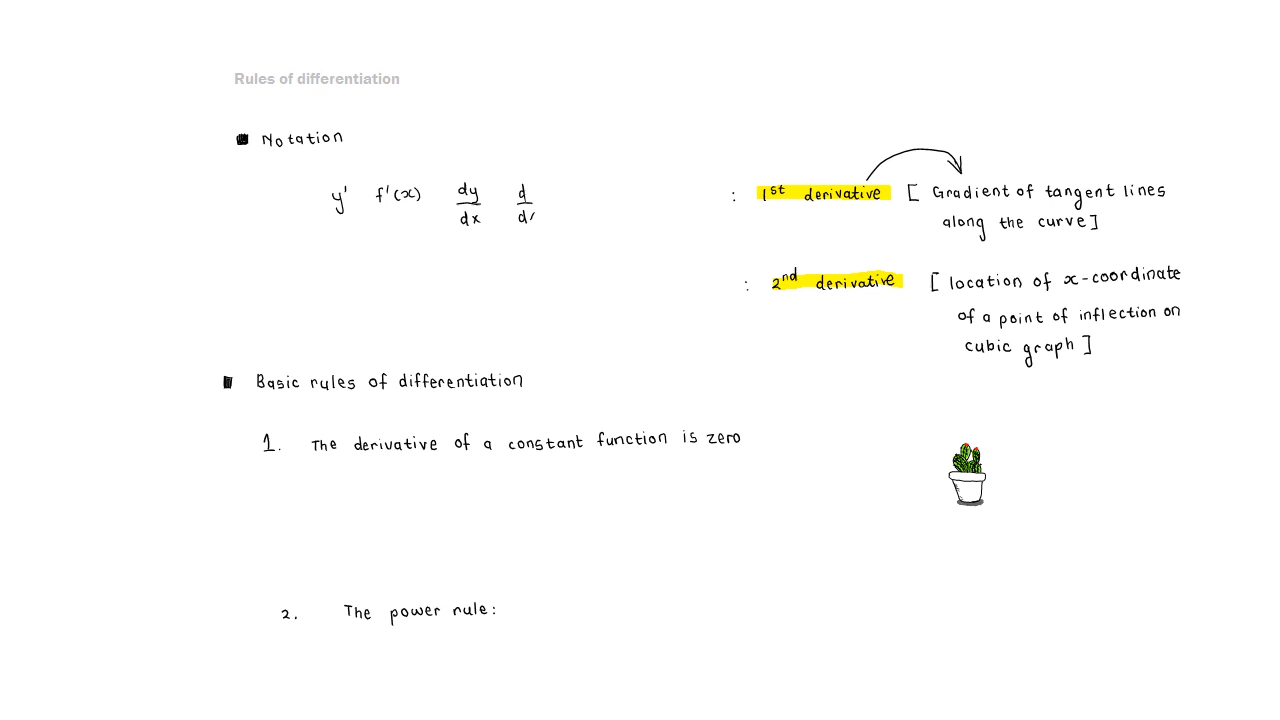 Rules of differentiation
Notation
y' f'(x) dy/dx d/d
: 1st derivative [ Gradient of tangent lines
along the curve]
: 2nd derivative [ location of x-coordinate
of a point of inflection on
cubic graph ]
Basic rules of differentiation
1. The derivative of a constant function is zero
2. The power rule: